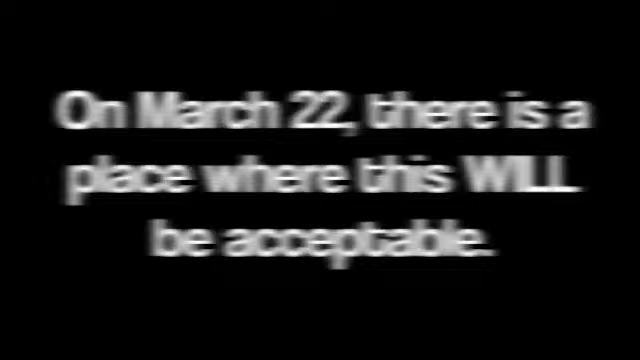 On March 22, there is a
place where this WILL
be acceptable.